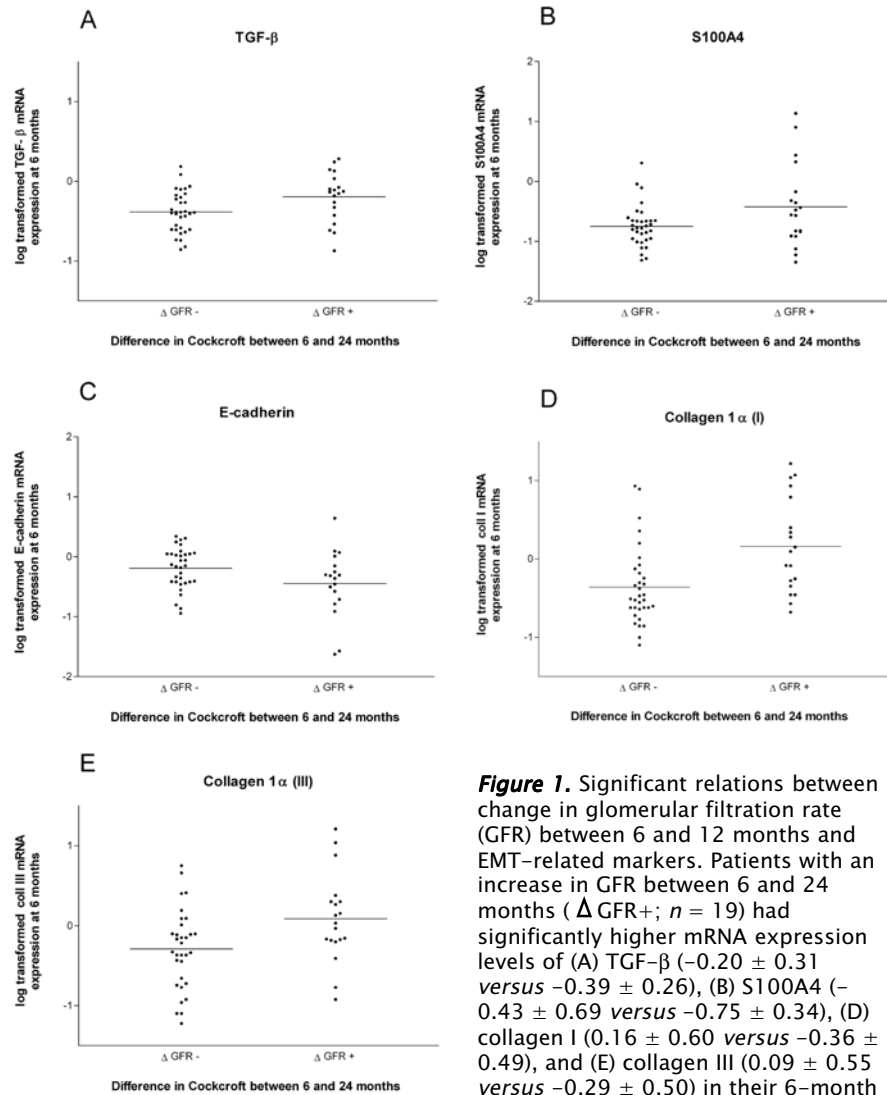 A
TGF-β
log transformed TGF- β mRNA
expression at 6 months
1
0
-1
Δ GFR -
Δ GFR +
Difference in Cockcroft between 6 and 24 months
B
S100A4
log transformed S100A4 mRNA
expression at 6 months
2
1
0
-1
-2
Δ GFR -
Δ GFR +
Difference in Cockcroft between 6 and 24 months
C
E-cadherin
log transformed E-cadherin mRNA
expression at 6 months
2
1
0
-1
-2
Δ GFR -
Δ GFR +
Difference in Cockcroft between 6 and 24 months
D
Collagen 1α (I)
log transformed coll I mRNA
expression at 6 months
1
0
-1
Δ GFR -
Δ GFR +
Difference in Cockcroft between 6 and 24 months
E
Collagen 1α (III)
log transformed coll III mRNA
expression at 6 months
1
0
-1
Δ GFR -
Δ GFR +
Difference in Cockcroft between 6 and 24 months
Figure 1. Significant relations between
change in glomerular filtration rate
(GFR) between 6 and 12 months and
EMT-related markers. Patients with an
increase in GFR between 6 and 24
months ( Δ GFR+; n = 19) had
significantly higher mRNA expression
levels of (A) TGF-β (-0.20 ± 0.31
versus -0.39 ± 0.26), (B) S100A4 (-
0.43 ± 0.69 versus -0.75 ± 0.34), (D)
collagen I (0.16 ± 0.60 versus -0.36 ±
0.49), and (E) collagen III (0.09 ± 0.55
versus -0.29 ± 0.50) in their 6-month